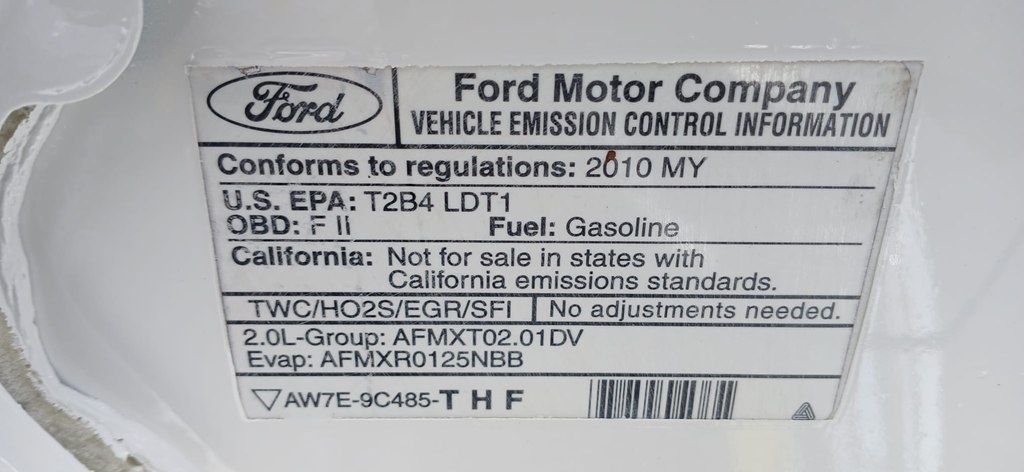 Ford
Ford Motor Company
VEHICLE EMISSION CONTROL INFORMATION
Conforms to regulations: 2010 MY
U.S. EPA: T2B4 LDT1
OBD: F II Fuel: Gasoline
California: Not for sale in states with
California emissions standards.
TWC/HO2S/EGR/SFI No adjustments needed.
2.0L-Group: AFMXT02.01DV
Evap: AFMXR0125NBB
AW7E-9C485-T H F